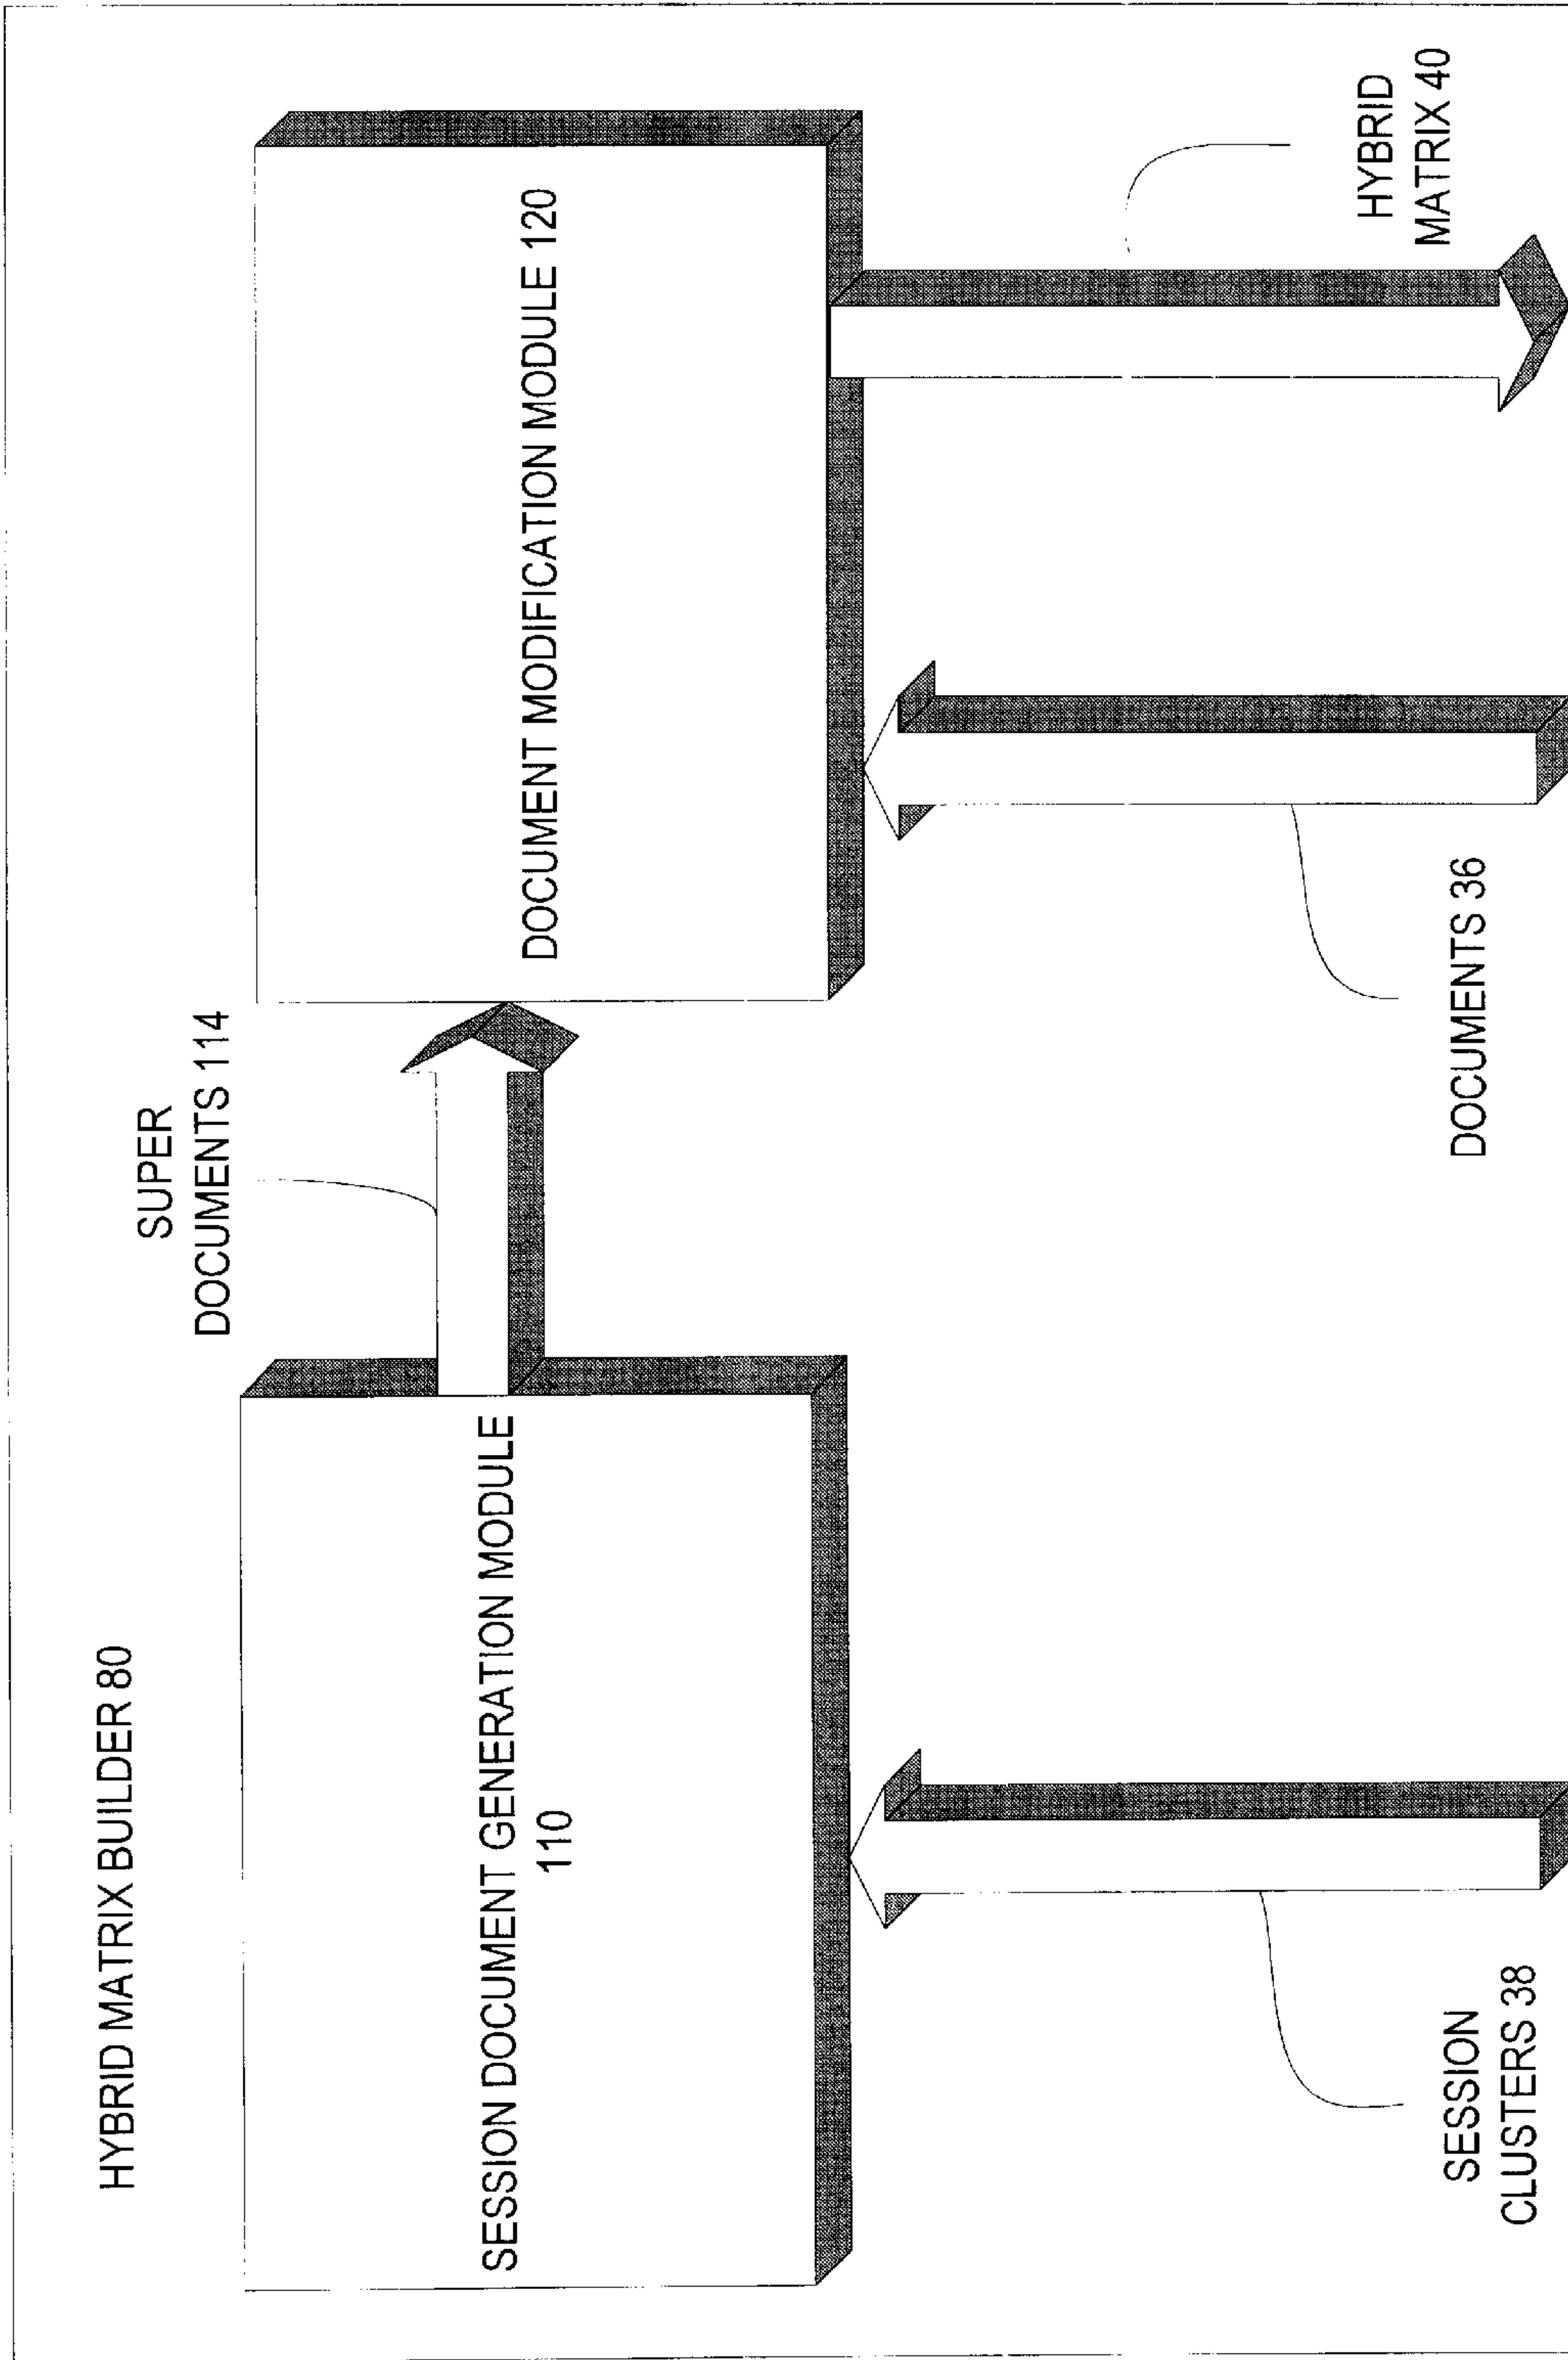 HYBRID MATRIX BUILDER 80
SUPER
DOCUMENTS 114
SESSION DOCUMENT GENERATION MODULE
110
DOCUMENT MODIFICATION MODULE 120
SESSION
CLUSTERS 38
DOCUMENTS 36
HYBRID
MATRIX 40